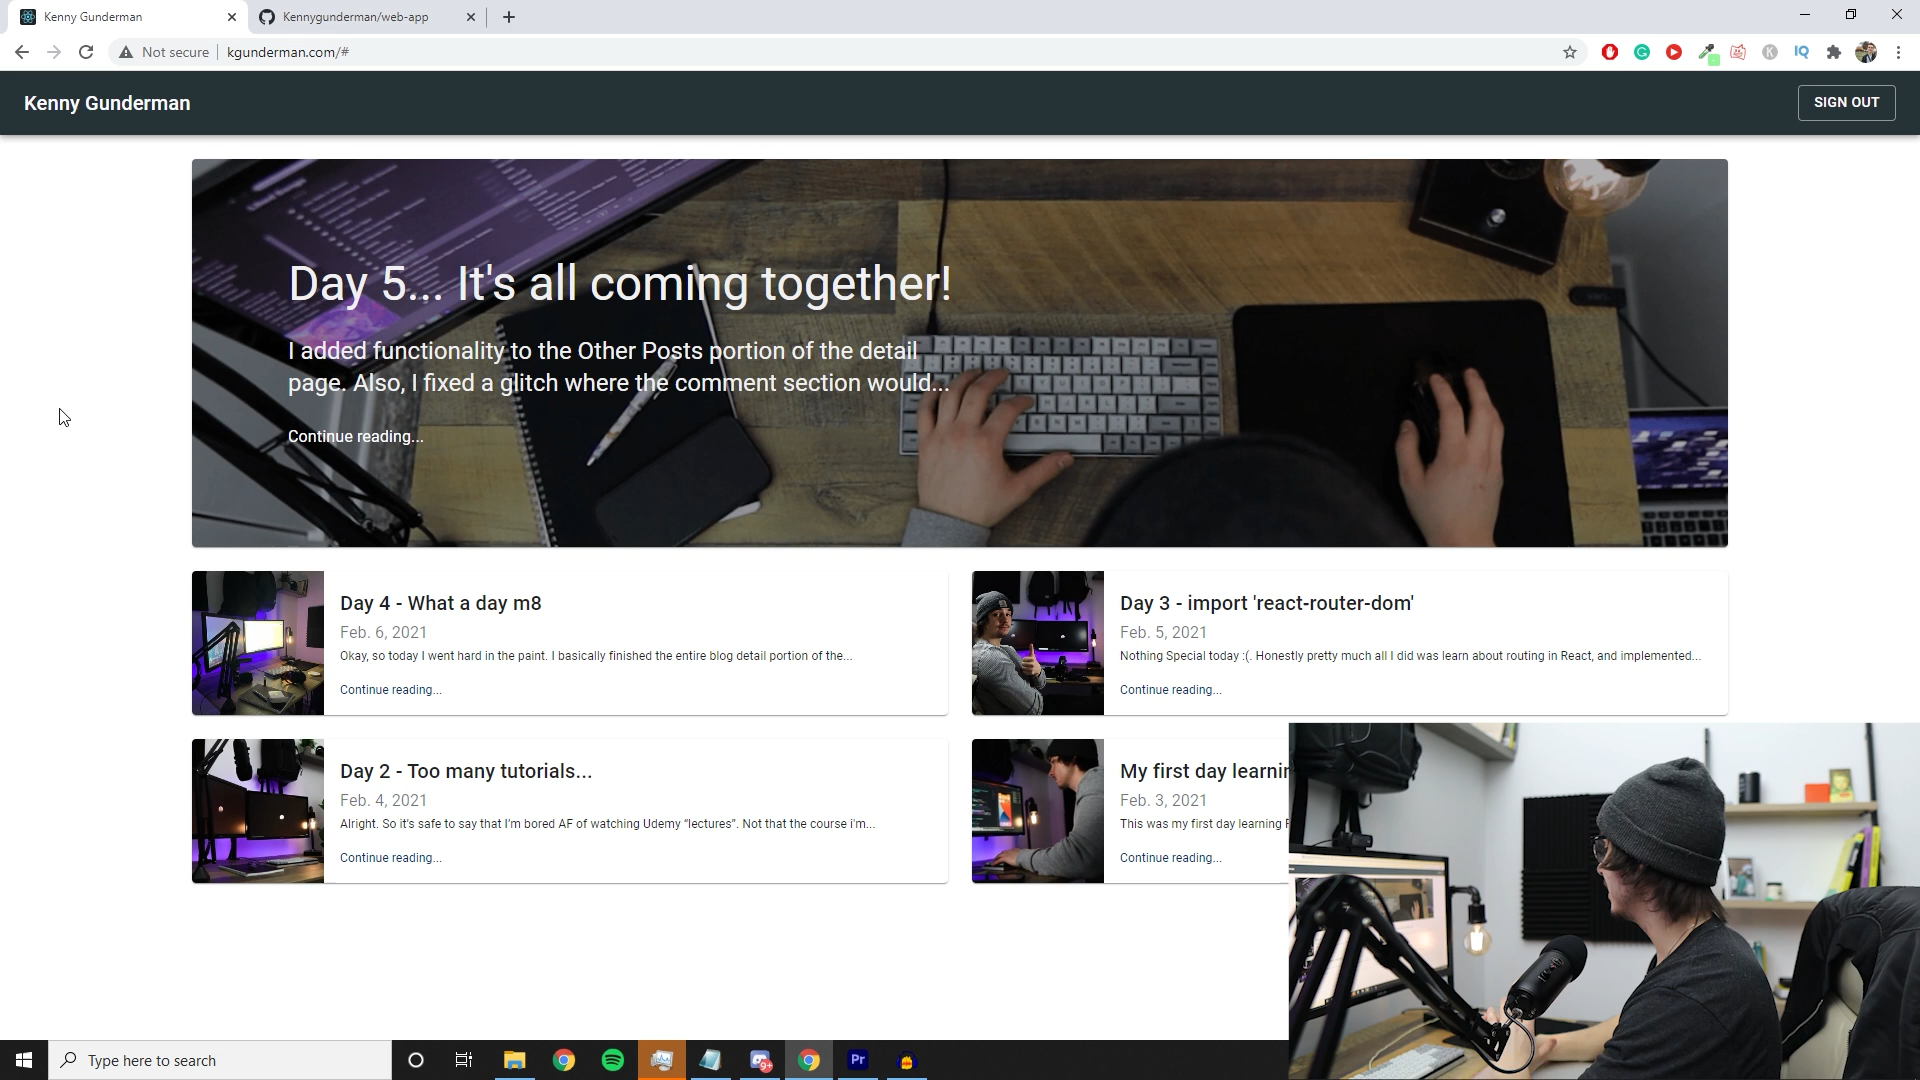 Kenny Gunderman
Kennygunderman/web-app
Not secure
kgunderman.com/#
Kenny Gunderman
SIGN OUT
Day 5... It's all coming together!
I added functionality to the Other Posts portion of the detail
page. Also, I fixed a glitch where the comment section would...
Continue reading...
Day 4 - What a day m8
Feb. 6, 2021
Okay, so today I went hard in the paint. I basically finished the entire blog detail portion of the...
Continue reading...
Day 3 - import 'react-router-dom'
Feb. 5, 2021
Nothing Special today :(. Honestly pretty much all I did was learn about routing in React, and implemented...
Continue reading...
Day 2 - Too many tutorials...
Feb. 4, 2021
Alright. So it's safe to say that I'm bored AF of watching Udemy “lectures”. Not that the course i'm...
Continue reading...
My first day learnin
Feb. 3, 2021
This was my first day learning
Continue reading...
Type here to search
9+
Pr